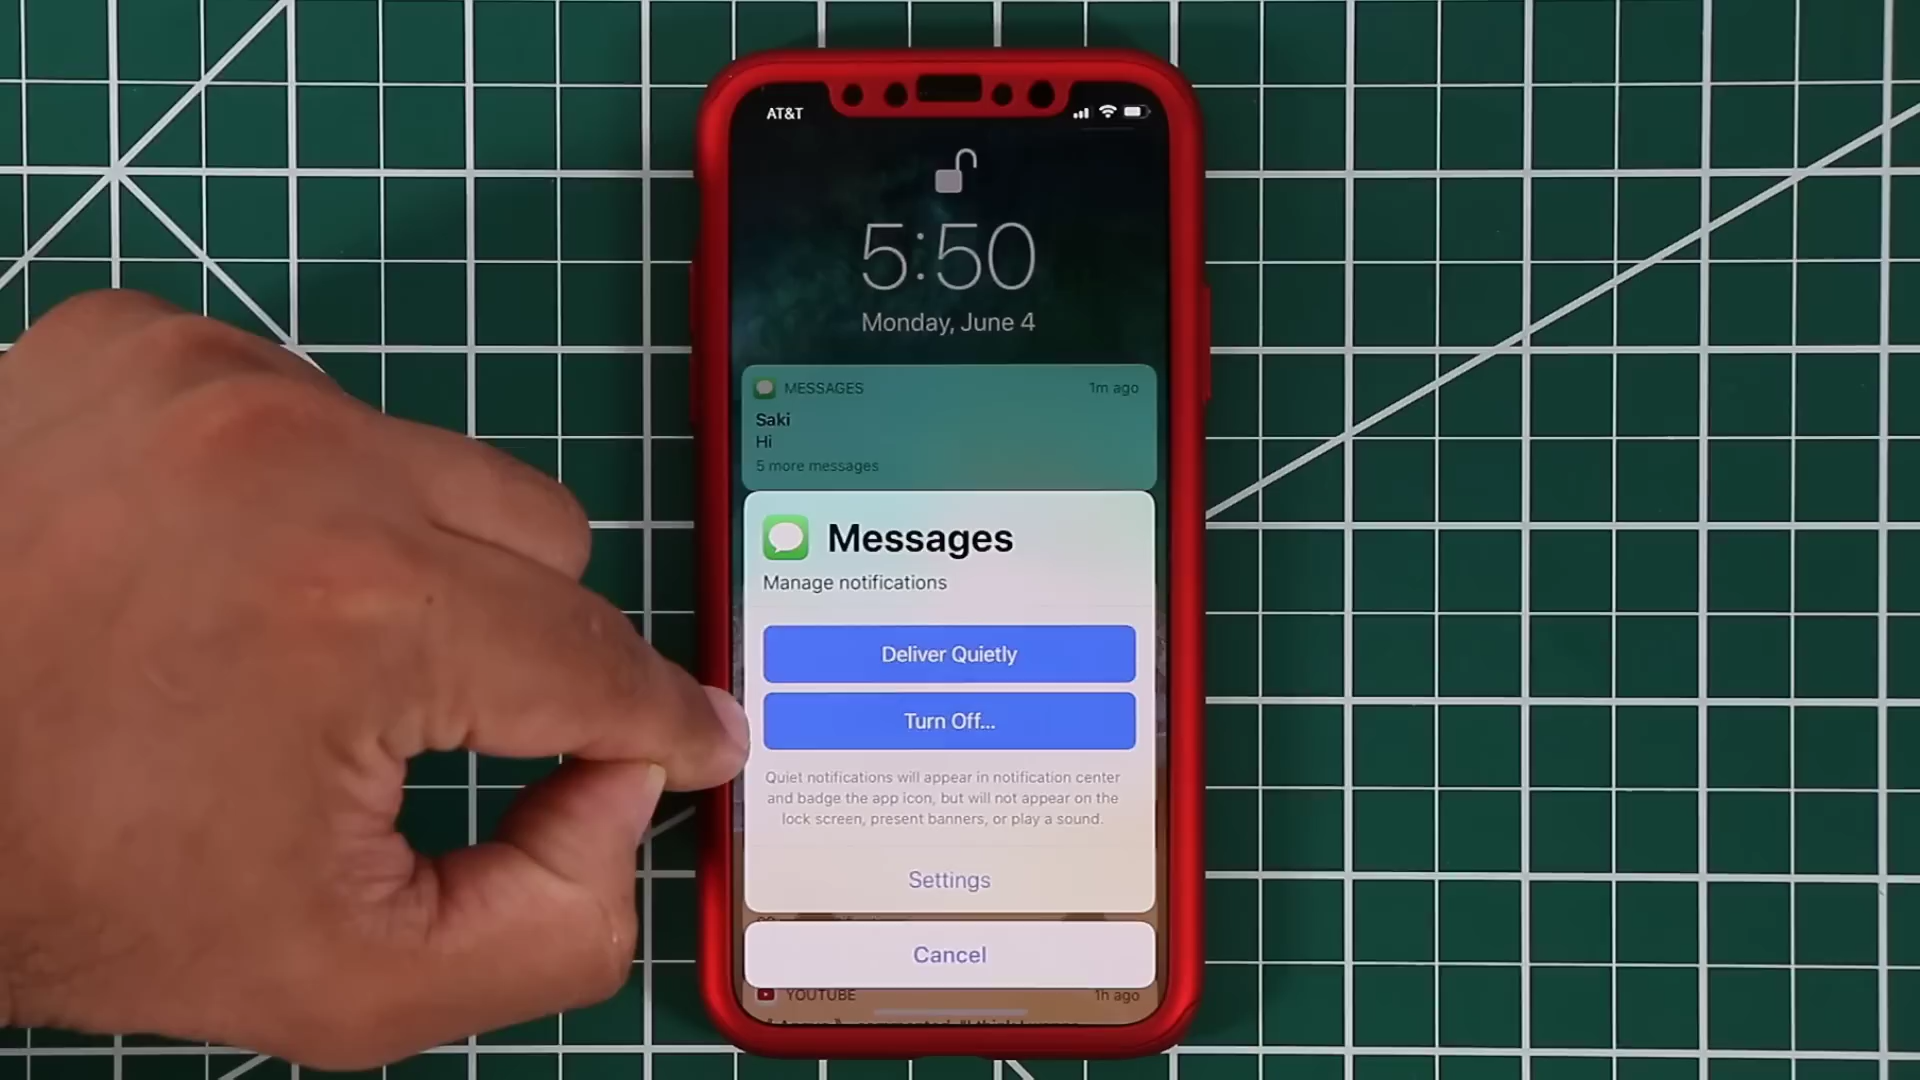 AT&T
5:50
Monday, June 4
MESSAGES 1m ago
Saki
Hi
5 more messages
Messages
Manage notifications
Deliver Quietly
Turn Off...
Quiet notifications will appear in notification center
and badge the app icon, but will not appear on the
lock screen, present banners, or play a sound.
Settings
Cancel
YOUTUBE 1h ago